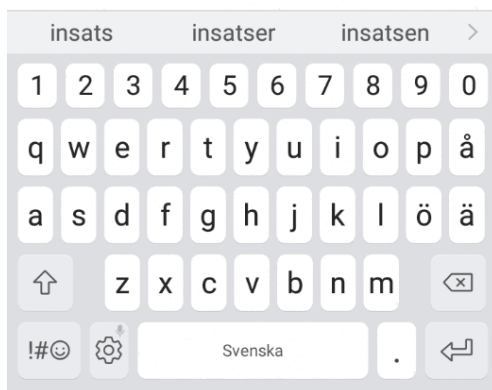 insats insatser insatsen
1 2 3 4 5 6 7 8 9 0
q w e r t y u i o p å
a s d f g h j k l ö ä
z x c v b n m
!#☺ Svenska .